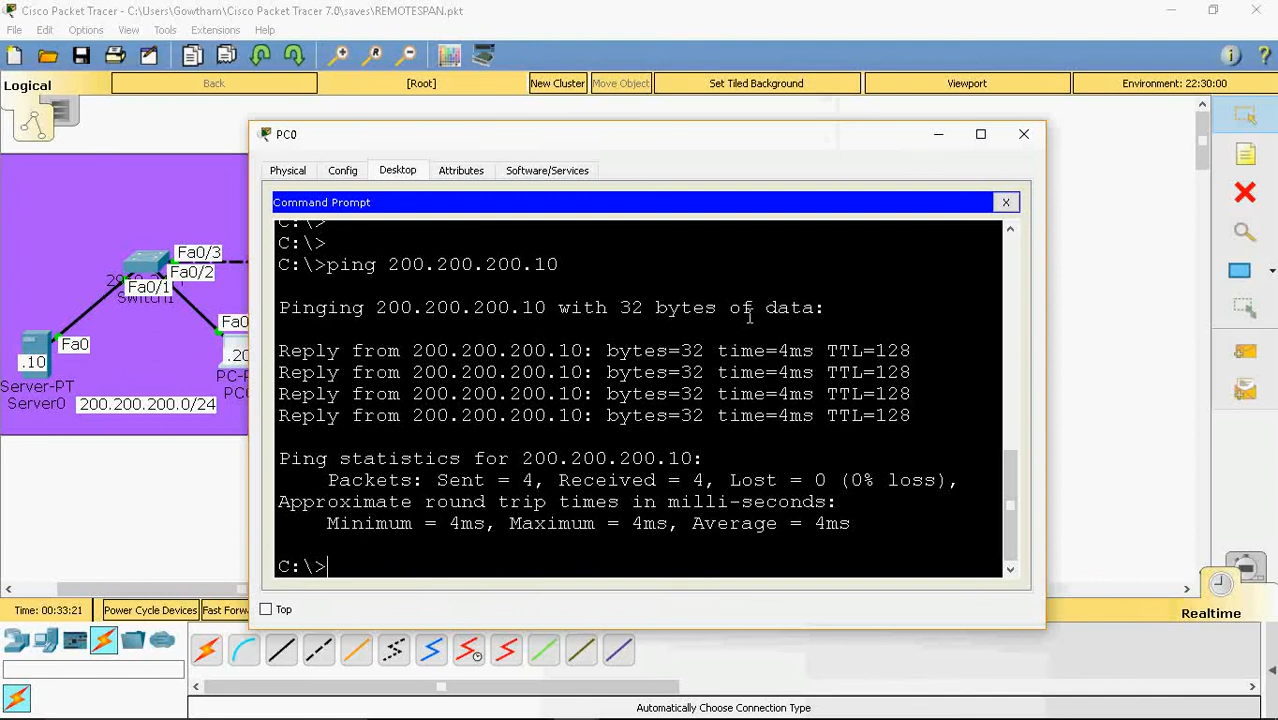 Cisco Packet Tracer - C:\Users\Gowtham\Cisco Packet Tracer 7.0\saves\REMOTESPAN.pkt
File Edit Options View Tools Extensions Help
Logical Back [Root] New Cluster Move Object Set Tiled Background Viewport Environment: 22:30:00
PC0
Physical Config Desktop Attributes Software/Services
Command Prompt X
C:\>
C:\>
C:\>ping 200.200.200.10
Pinging 200.200.200.10 with 32 bytes of data:
Reply from 200.200.200.10: bytes=32 time=4ms TTL=128
Reply from 200.200.200.10: bytes=32 time=4ms TTL=128
Reply from 200.200.200.10: bytes=32 time=4ms TTL=128
Reply from 200.200.200.10: bytes=32 time=4ms TTL=128
Ping statistics for 200.200.200.10:
Packets: Sent = 4, Received = 4, Lost = 0 (0% loss),
Approximate round trip times in milli-seconds:
Minimum = 4ms, Maximum = 4ms, Average = 4ms
C:\>
Top
Fa0/3
Fa0/2
Fa0/1
Switch1
Fa0
Fa0
.10
.20
Server-PT
Server0
200.200.200.0/24
Time: 00:33:21 Power Cycle Devices Fast Forw
Realtime
Automatically Choose Connection Type